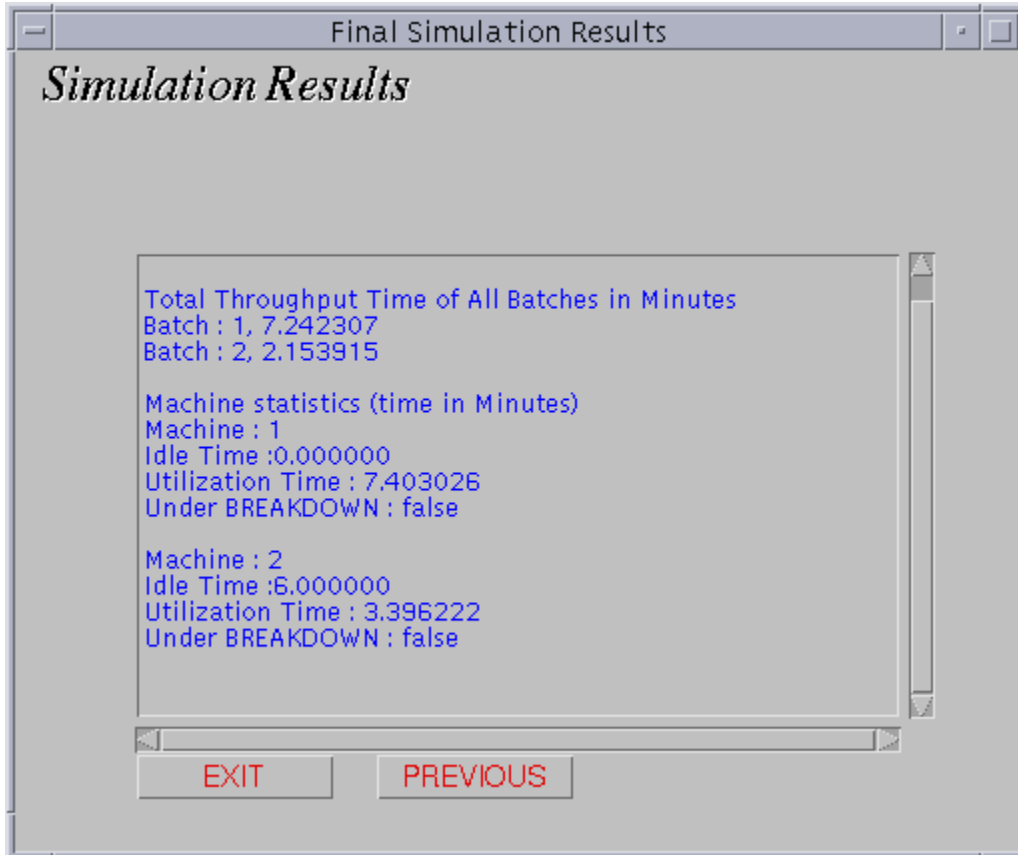 Final Simulation Results
Simulation Results
Total Throughput Time of All Batches in Minutes
Batch : 1, 7.242307
Batch : 2, 2.153915
Machine statistics (time in Minutes)
Machine : 1
Idle Time :0.000000
Utilization Time : 7.403026
Under BREAKDOWN : false
Machine : 2
Idle Time :6.000000
Utilization Time : 3.396222
Under BREAKDOWN : false
EXIT PREVIOUS